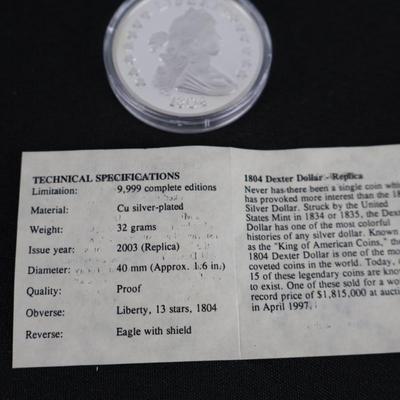 1804
TECHNICAL SPECIFICATIONS
Limitation: 9,999 complete editions
Material: Cu silver-plated
Weight: 32 grams
Issue year: 2003 (Replica)
Diameter: 40 mm (Approx. 1.6 in.)
Quality: Proof
Obverse: Liberty, 13 stars, 1804
Reverse: Eagle with shield
1804 Dexter Dollar - Replica
Never has there been a single coin
has provoked more interest than the
Silver Dollar. Struck by the United
States Mint in 1834 or 1835, the
Dollar has one of the most colorful
histories of any silver dollar. Known
as the "King of American Coins," the
1804 Dexter Dollar is one of the most
coveted coins in the world. Today,
15 of these legendary coins are
to exist. One of these sold for a
record price of $1,815,000 at
in April 1997.